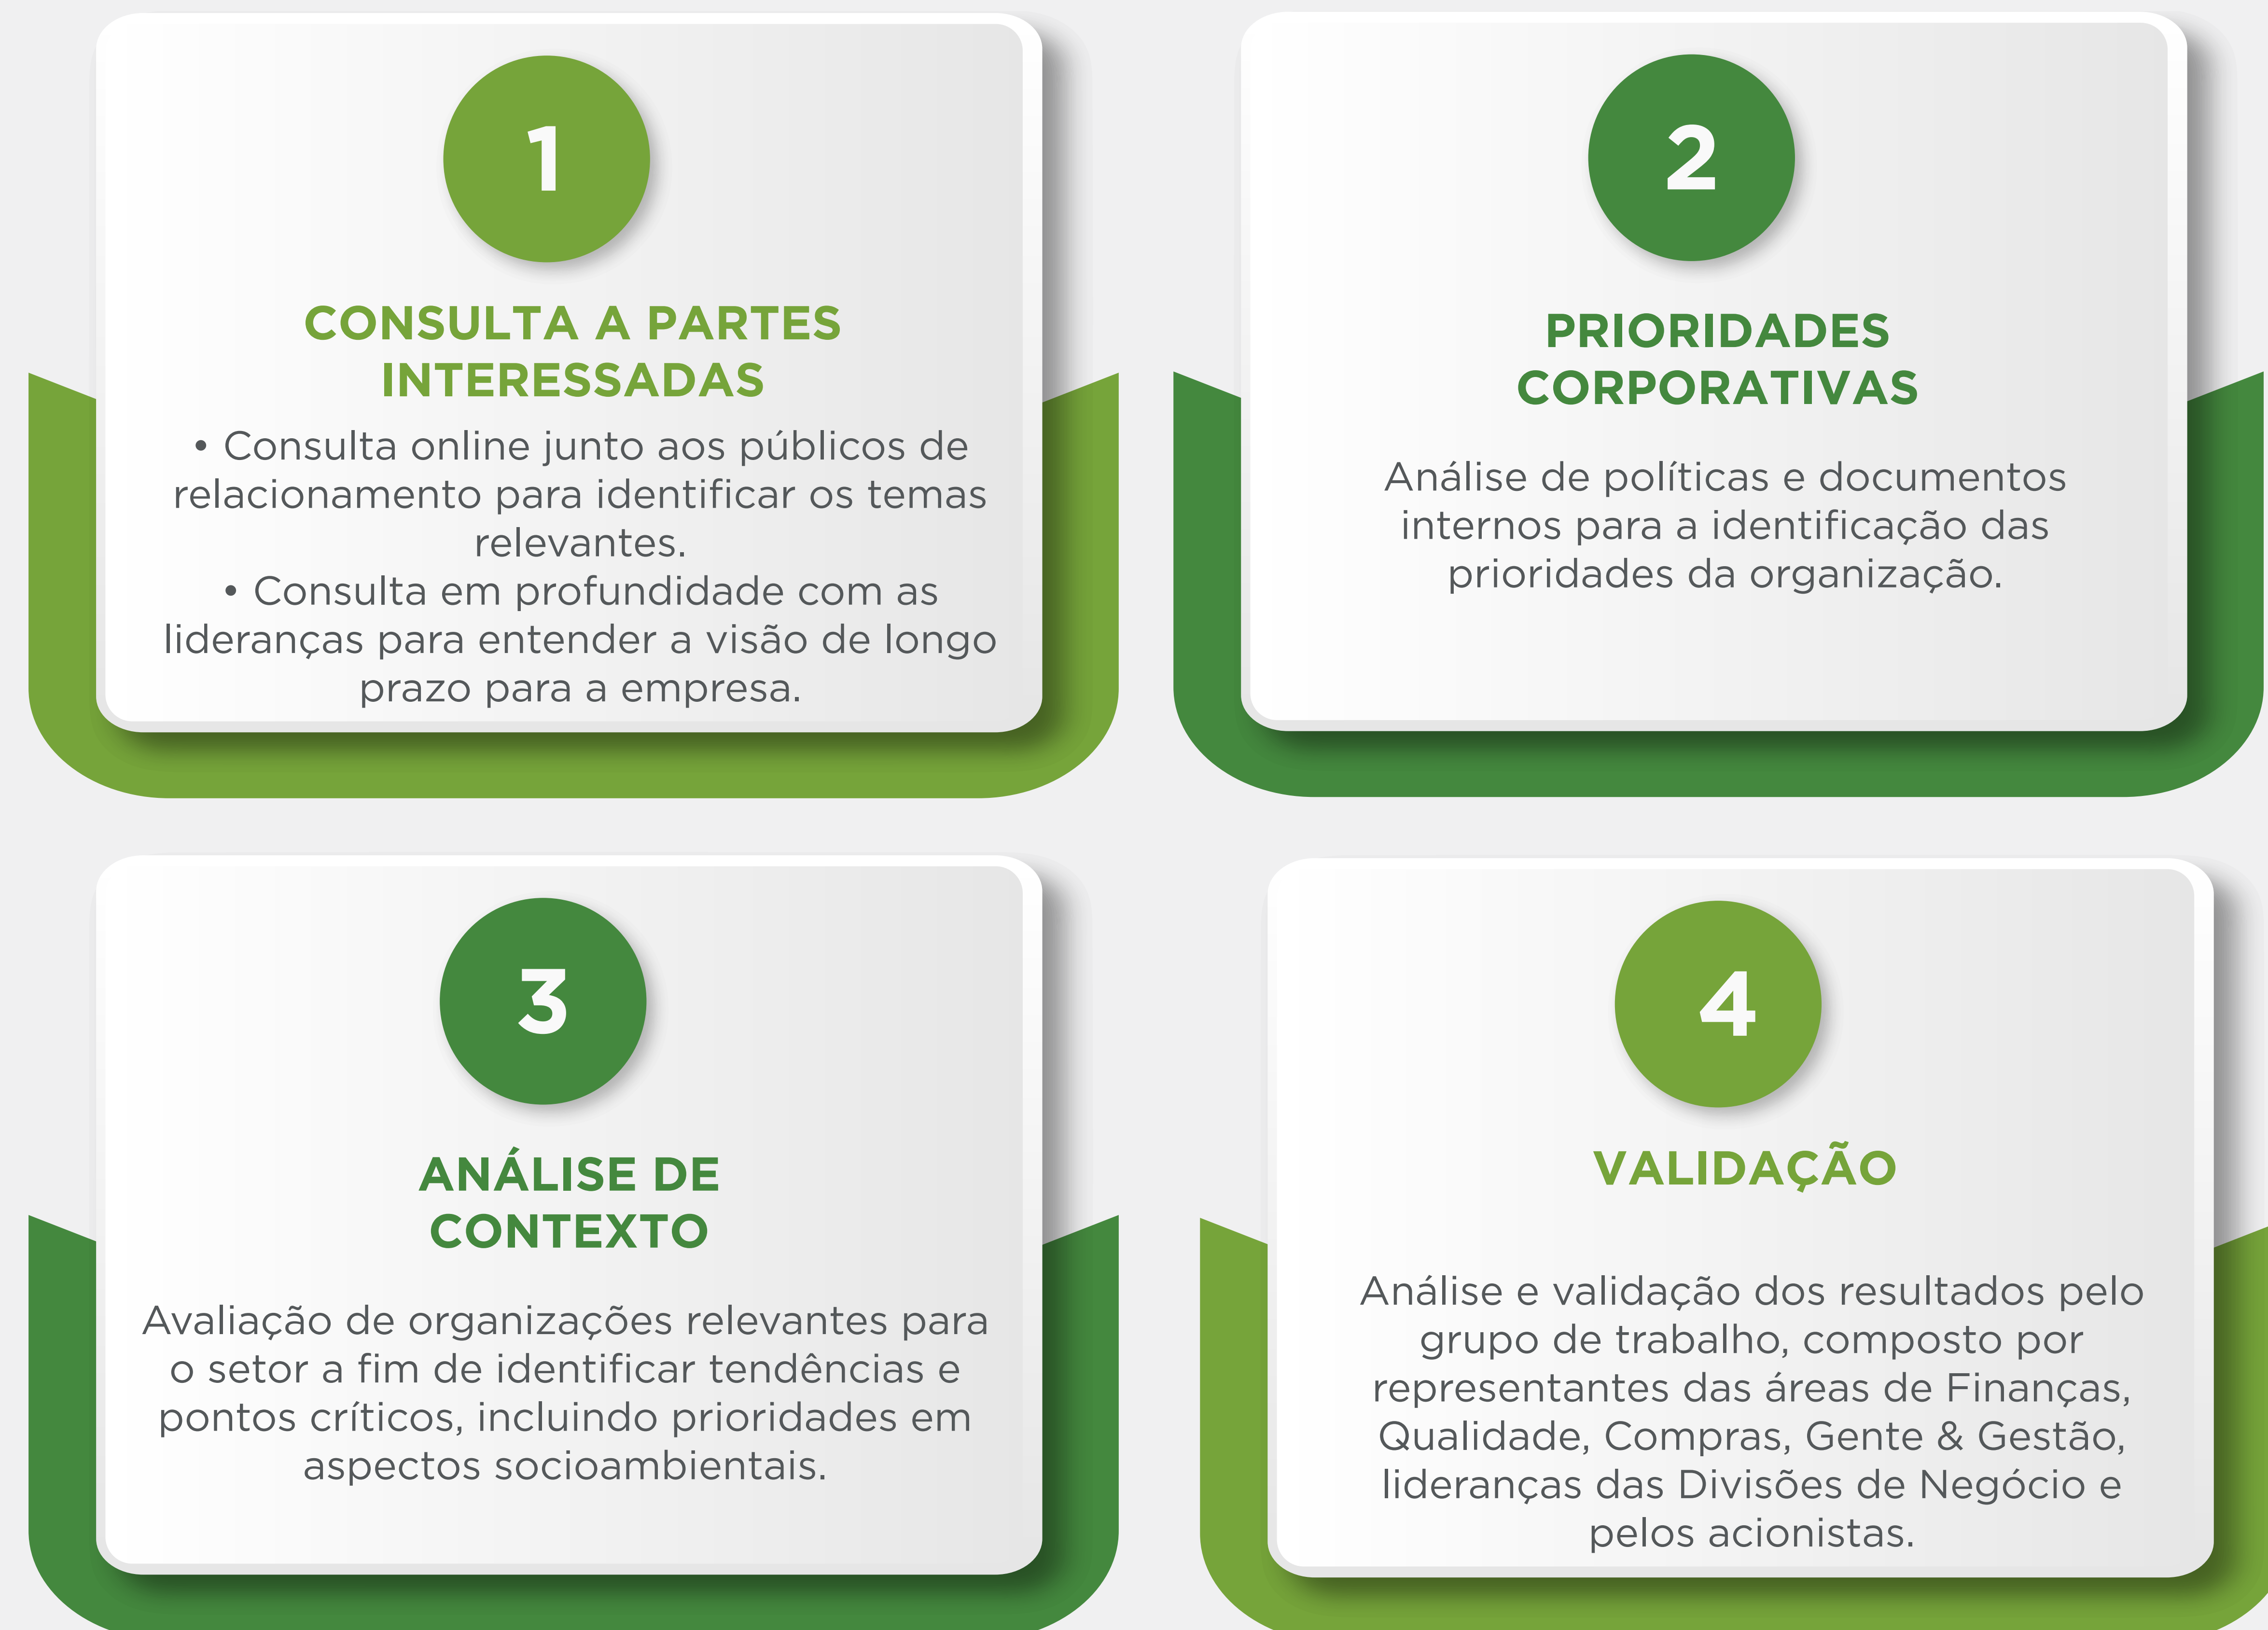 1
CONSULTA A PARTES
INTERESSADAS
• Consulta online junto aos públicos de
relacionamento para identificar os temas
relevantes.
• Consulta em profundidade com as
lideranças para entender a visão de longo
prazo para a empresa.
2
PRIORIDADES
CORPORATIVAS
Análise de políticas e documentos
internos para a identificação das
prioridades da organização.
3
ANÁLISE DE
CONTEXTO
Avaliação de organizações relevantes para
o setor a fim de identificar tendências e
pontos críticos, incluindo prioridades em
aspectos socioambientais.
4
VALIDAÇÃO
Análise e validação dos resultados pelo
grupo de trabalho, composto por
representantes das áreas de Finanças,
Qualidade, Compras, Gente & Gestão,
lideranças das Divisões de Negócio e
pelos acionistas.